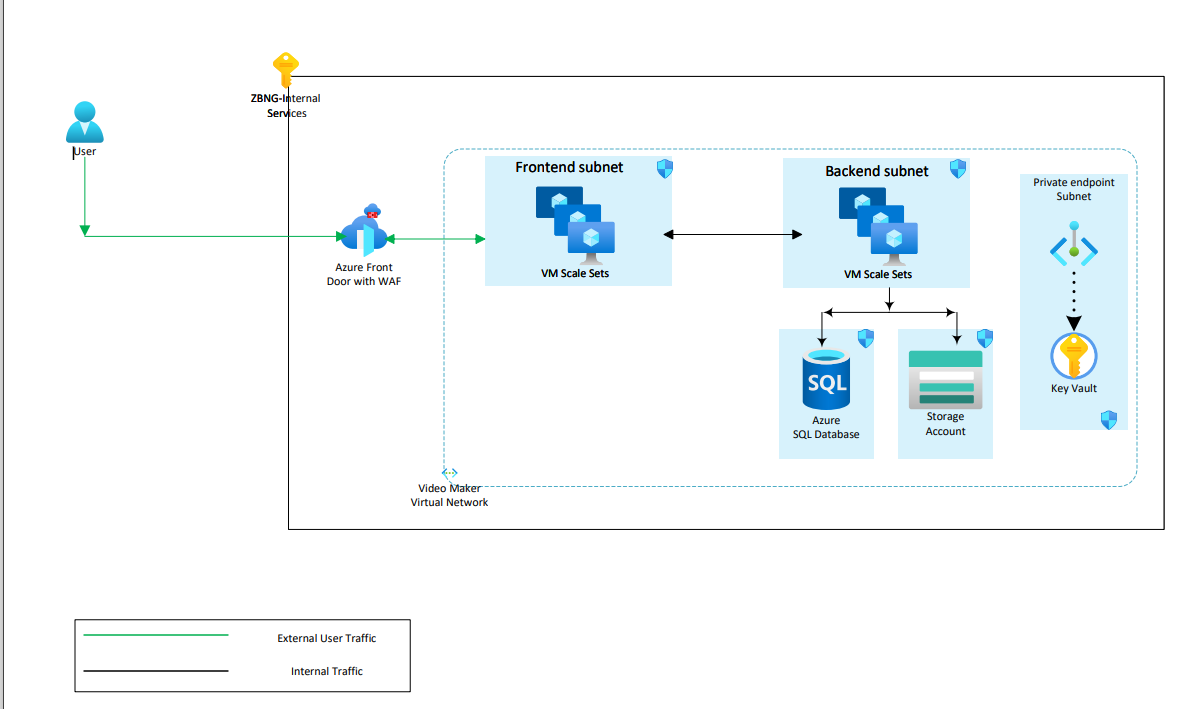 ZBNG-Internal
Services
User
Frontend subnet
Backend subnet
Private endpoint
Subnet
Azure Front
Door with WAF
VM Scale Sets
VM Scale Sets
SQL
Key Vault
Azure
SQL Database
Storage
Account
Video Maker
Virtual Network
External User Traffic
Internal Traffic